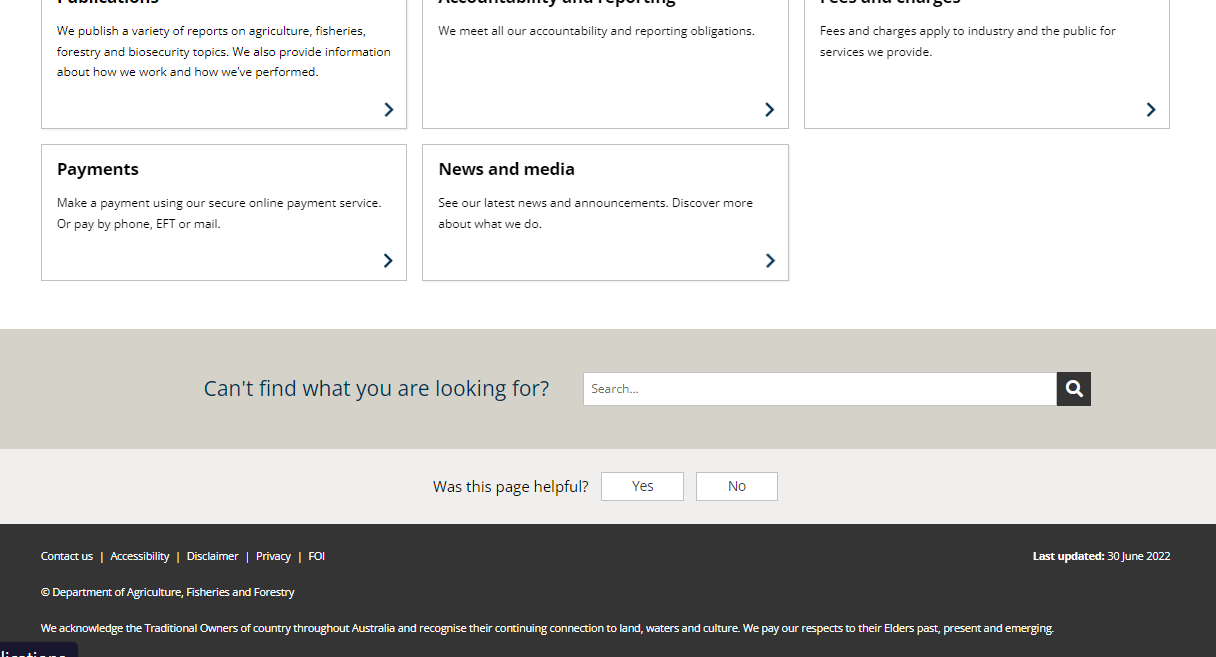 Publications
We publish a variety of reports on agriculture, fisheries,
forestry and biosecurity topics. We also provide information
about how we work and how we've performed.
Accountability and reporting
We meet all our accountability and reporting obligations.
Fees and charges
Fees and charges apply to industry and the public for
services we provide.
Payments
Make a payment using our secure online payment service.
Or pay by phone, EFT or mail.
News and media
See our latest news and announcements. Discover more
about what we do.
Can't find what you are looking for?
Search...
Was this page helpful? Yes No
Contact us | Accessibility | Disclaimer | Privacy | FOI
Last updated: 30 June 2022
© Department of Agriculture, Fisheries and Forestry
We acknowledge the Traditional Owners of country throughout Australia and recognise their continuing connection to land, waters and culture. We pay our respects to their Elders past, present and emerging.